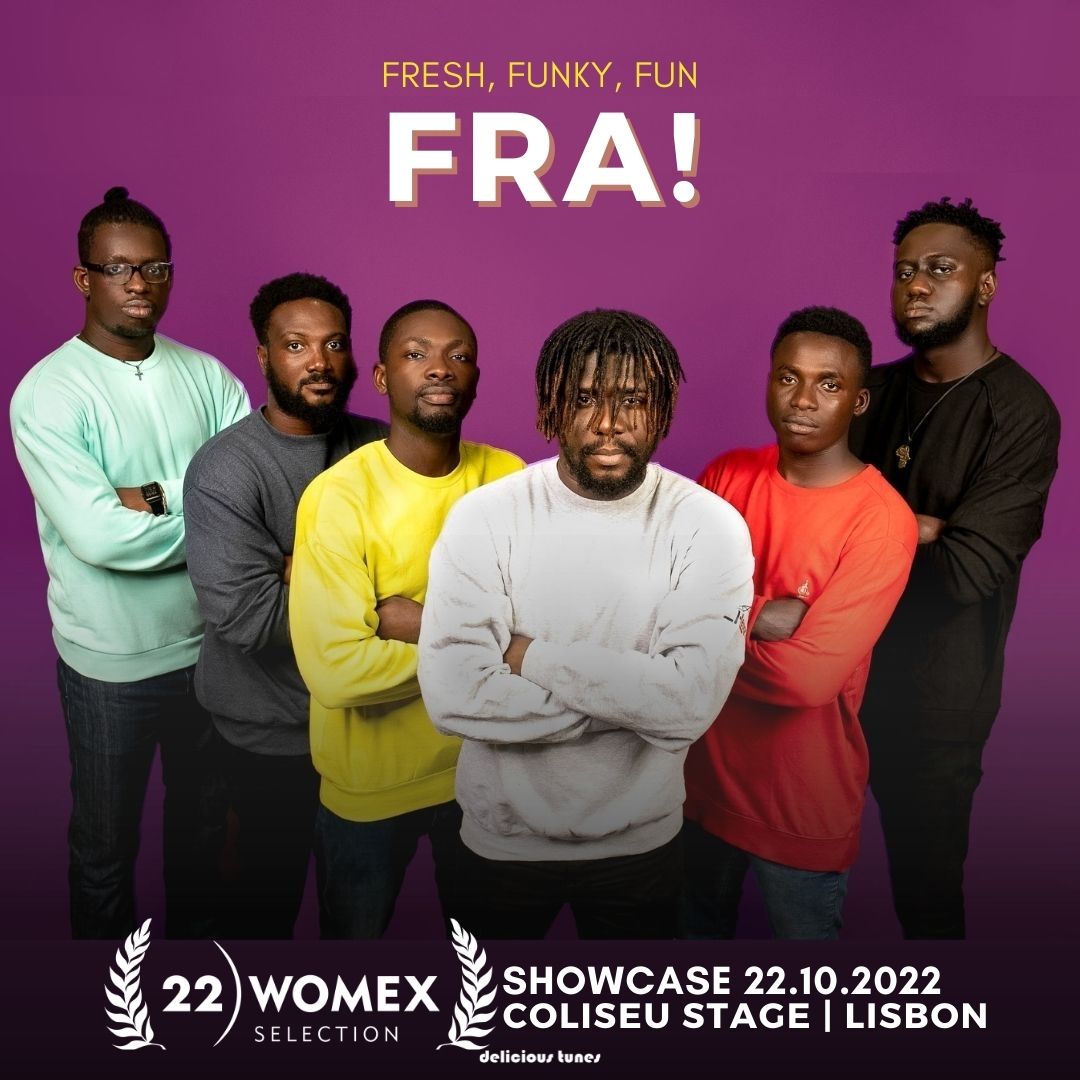 FRESH, FUNKY, FUN
FRA!
22) WOMEX
SELECTION
SHOWCASE 22.10.2022
COLISEU STAGE | LISBON
delicious tunes